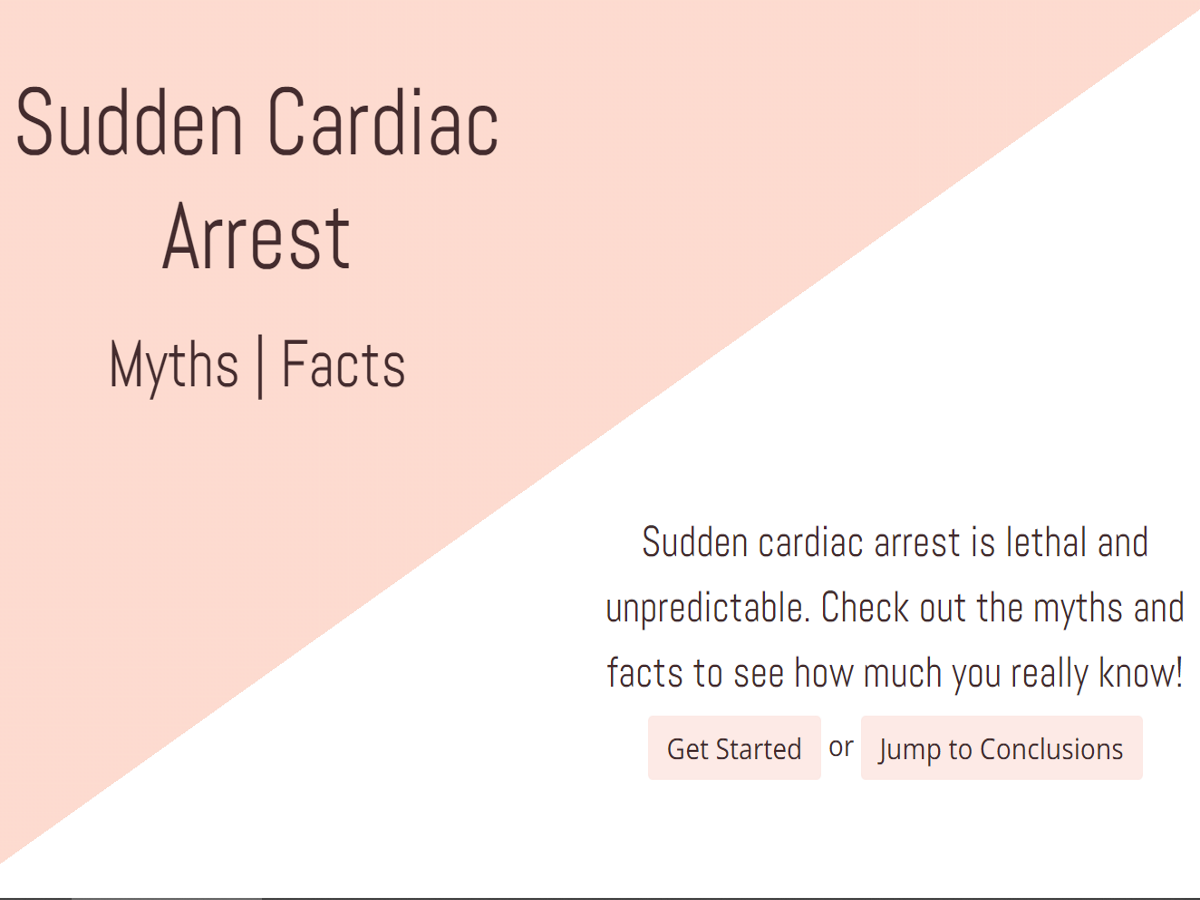 Sudden Cardiac
Arrest
Myths | Facts
Sudden cardiac arrest is lethal and
unpredictable. Check out the myths and
facts to see how much you really know!
Get Started or Jump to Conclusions